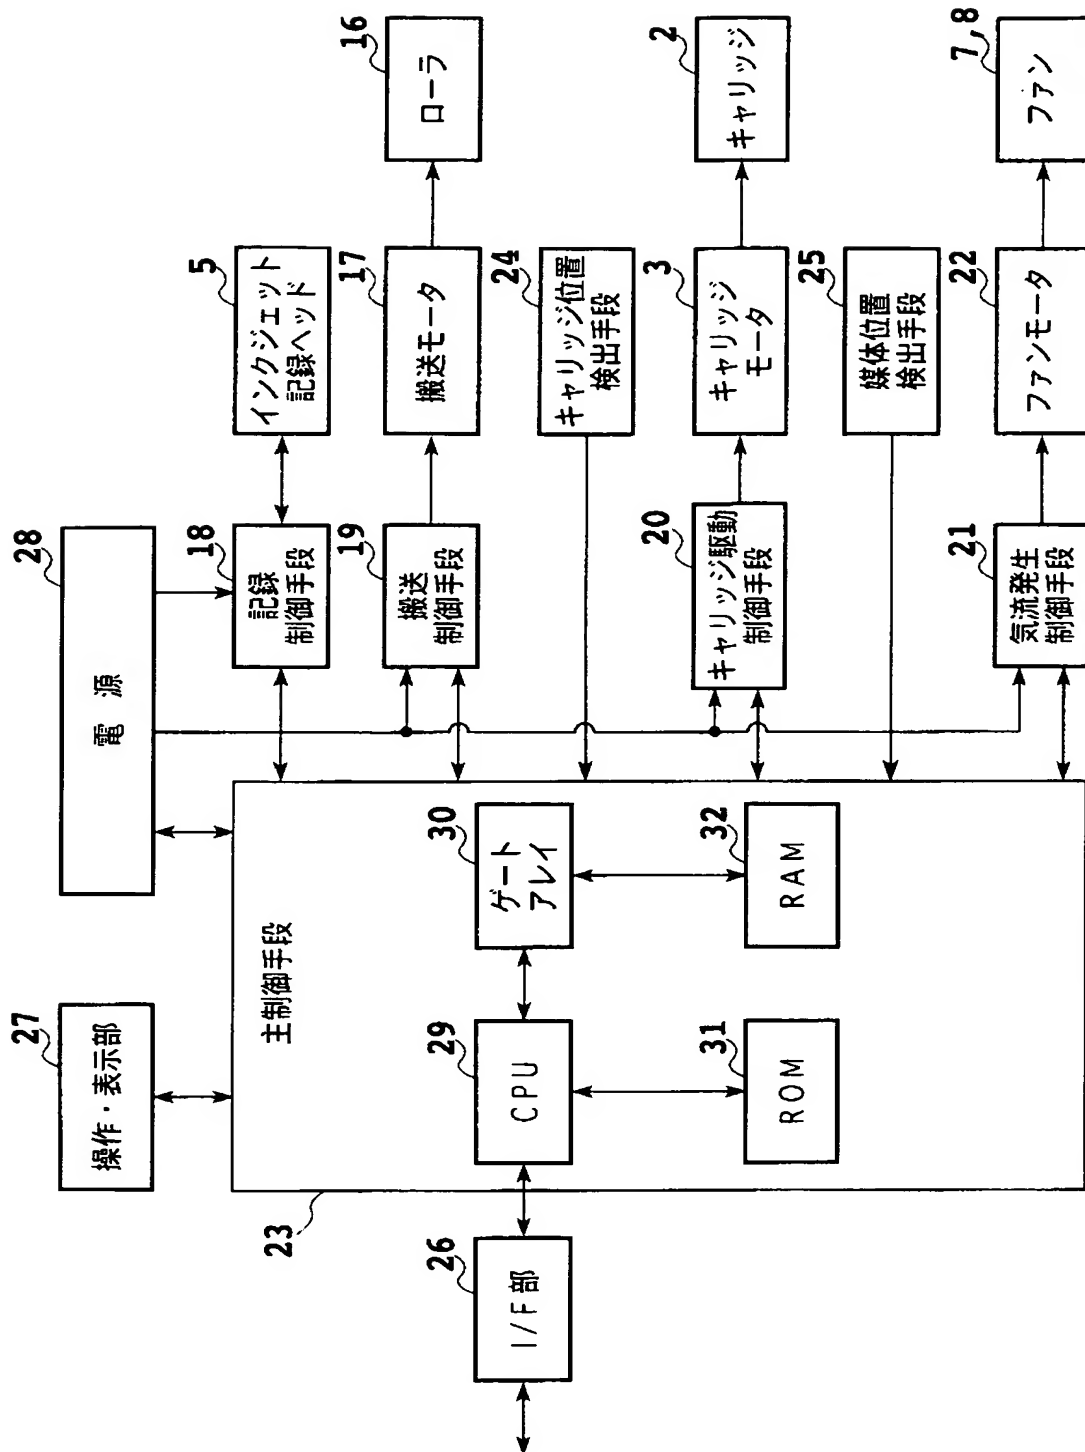 27
操作・表示部
28
電 源
23
主制御手段
26
I/F部
29
CPU
30
ゲート
アレイ
31
ROM
32
RAM
18
記録
制御手段
5
インクジェット
記録ヘッド
19
搬送
制御手段
17
搬送モータ
16
ローラ
24
キャリッジ位置
検出手段
20
キャリッジ駆動
制御手段
3
キャリッジ
モータ
2
キャリッジ
25
媒体位置
検出手段
21
気流発生
制御手段
22
ファンモータ
7,8
ファン